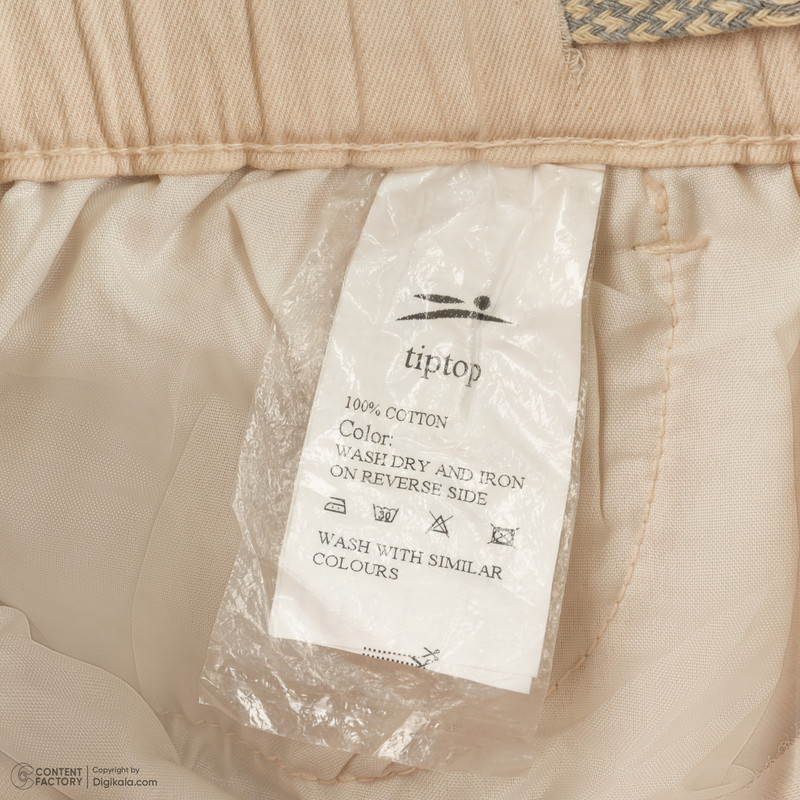 tiptop
100% COTTON
Color:
WASH DRY AND IRON
ON REVERSE SIDE
30
WASH WITH SIMILAR
COLOURS
CONTENT
FACTORY
Copyright by
Digikala.com